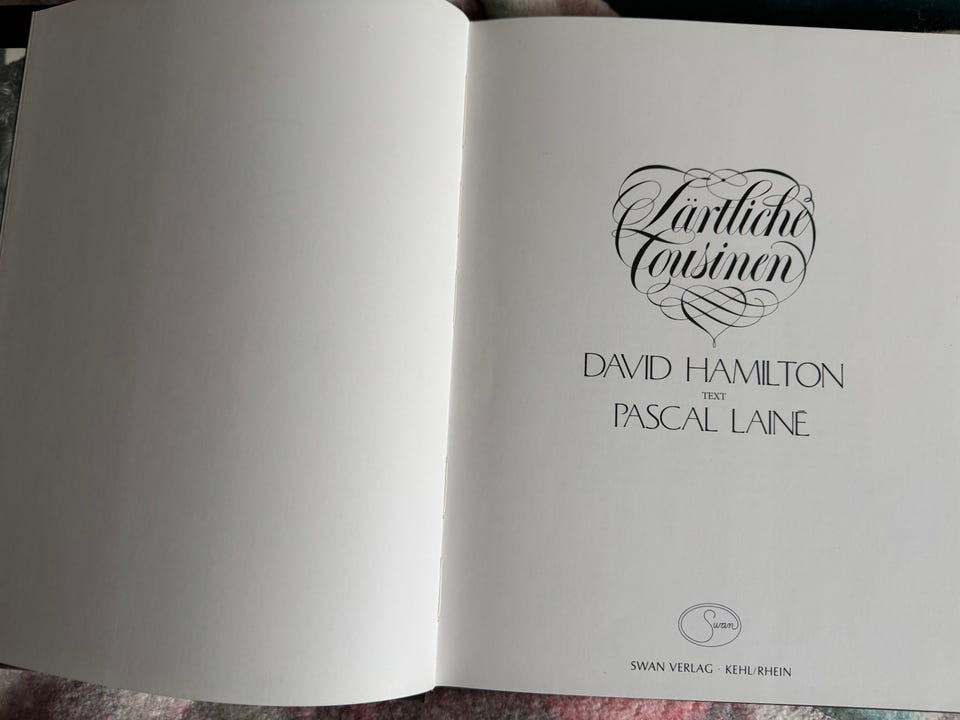 Zärtliche
Cousinen
DAVID HAMILTON
TEXT
PASCAL LAINÉ
Swan
SWAN VERLAG · KEHL/RHEIN